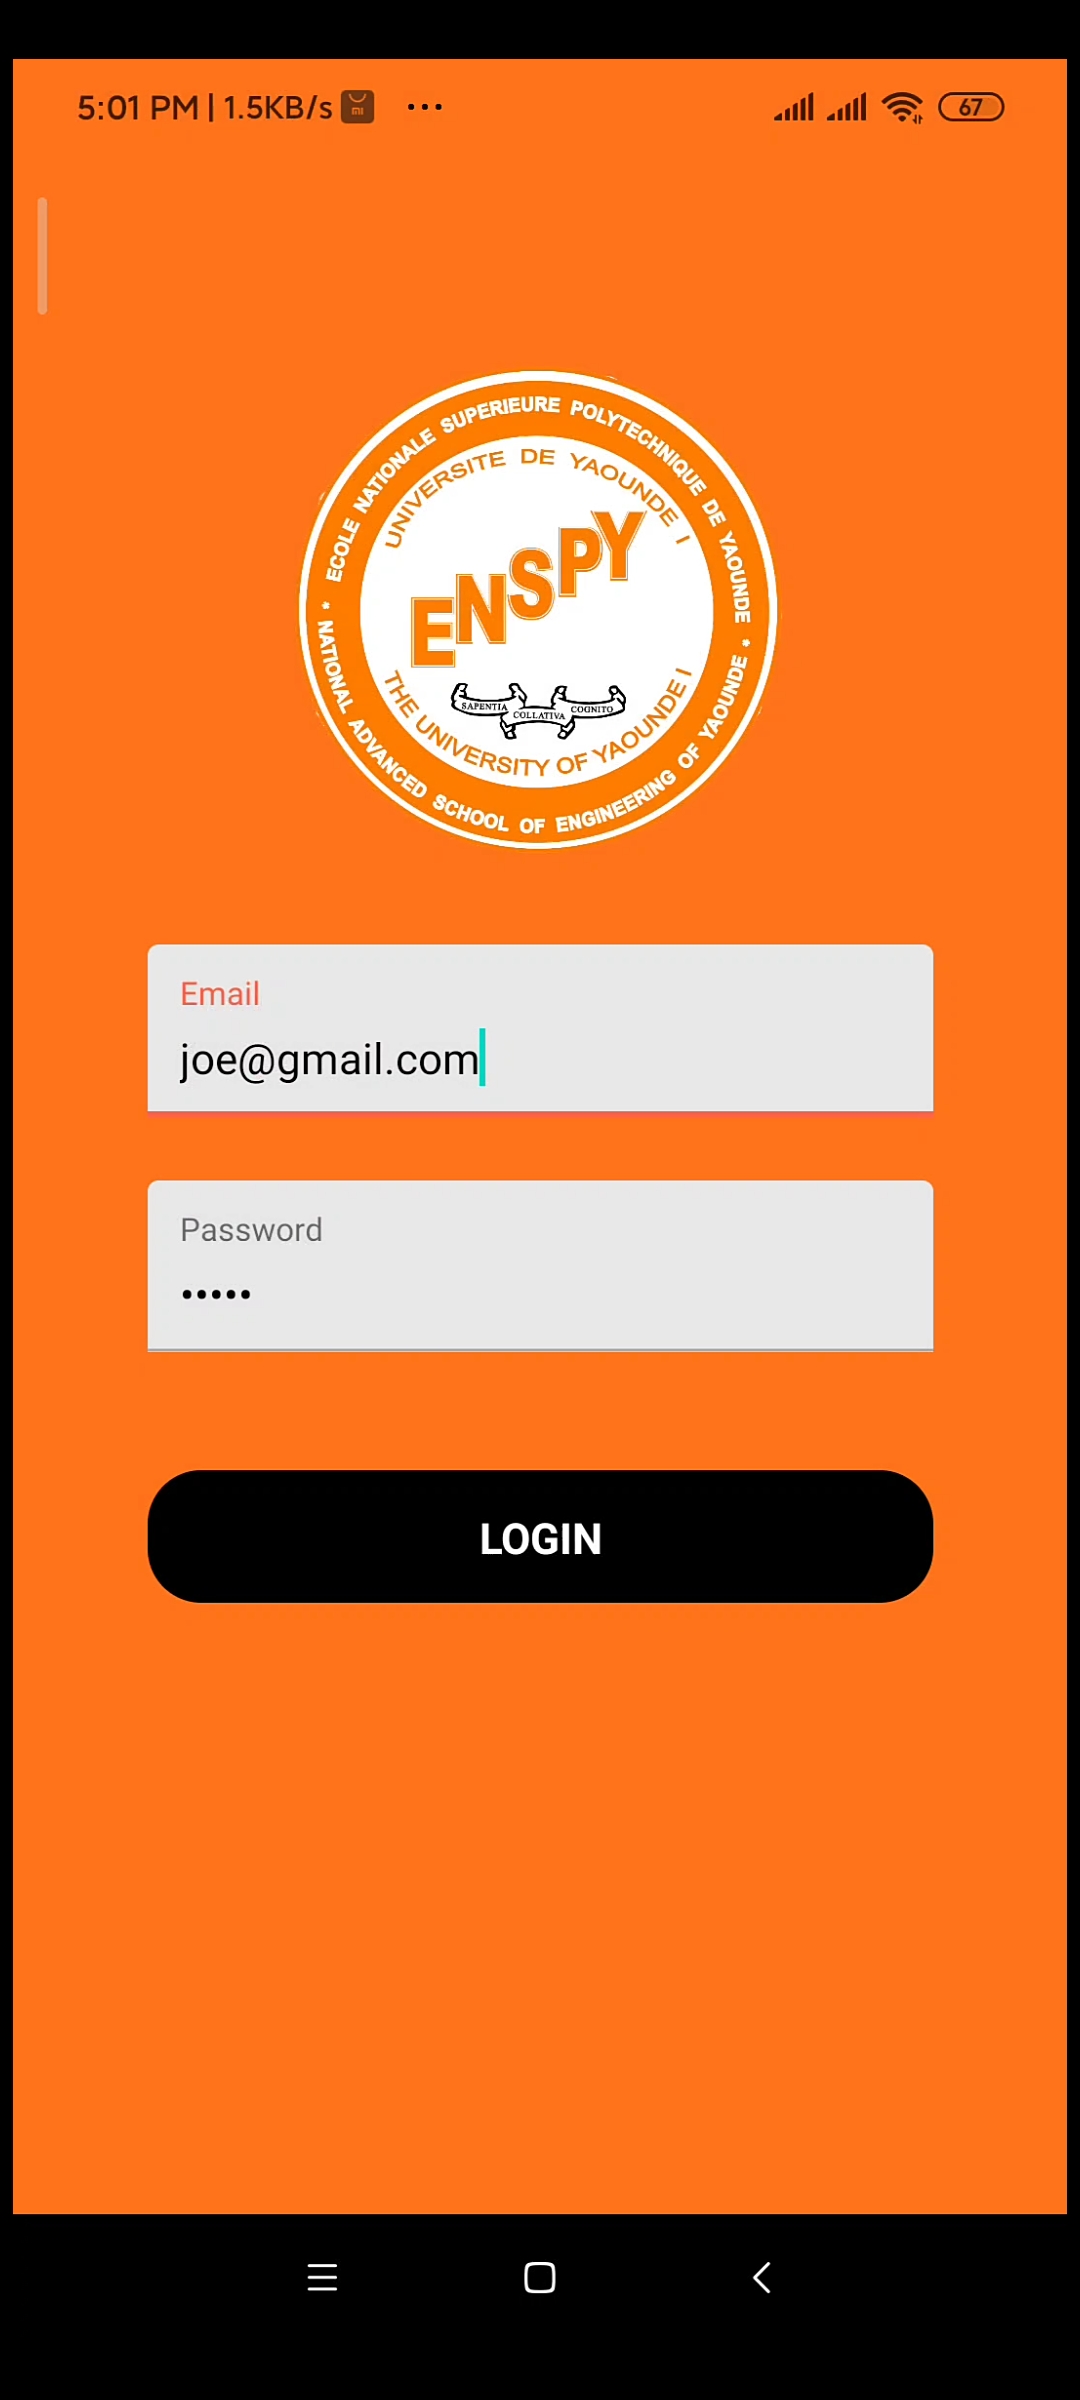 5:01 PM | 1.5KB/s mi ...
67
* ECOLE NATIONALE SUPERIEURE POLYTECHNIQUE DE YAOUNDE *
UNIVERSITE DE YAOUNDE I
ENSPY
SAPENTIA COLLATIVA COGNITO
THE UNIVERSITY OF YAOUNDE I
NATIONAL ADVANCED SCHOOL OF ENGINEERING OF YAOUNDE
Email
joe@gmail.com
Password
•••••
LOGIN